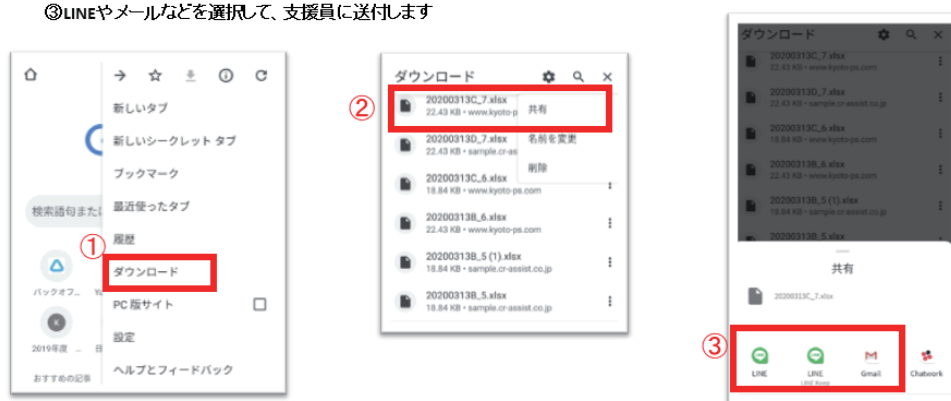 ③LINEやメールなどを選択して、支援員に送付します
新しいタブ
新しいシークレット タブ
ブックマーク
検索語句または
最近使ったタブ
履歴
①
ダウンロード
バックオフ...
PC 版サイト
2019年度 ...
設定
おすすめの記事
ヘルプとフィードバック
ダウンロード
②
20200313C_7.xlsx
22.43 KB • www.kyoto-p
共有
20200313D_7.xlsx
22.43 KB • sample.cr-as
名前を変更
削除
20200313C_6.xlsx
18.84 KB • www.kyoto-ps.com
20200313B_6.xlsx
22.43 KB • www.kyoto-ps.com
20200313B_5 (1).xlsx
18.84 KB • sample.cr-assist.co.jp
20200313B_5.xlsx
18.84 KB • sample.cr-assist.co.jp
ダウンロード
20200313C_7.xlsx
22.43 KB • www.kyoto-ps.com
20200313D_7.xlsx
22.43 KB • sample.cr-assist.co.jp
20200313C_6.xlsx
18.84 KB • www.kyoto-ps.com
20200313B_6.xlsx
22.43 KB • www.kyoto-ps.com
20200313B_5 (1).xlsx
18.84 KB • sample.cr-assist.co.jp
20200313B_5.xlsx
共有
20200313C_7.xlsx
③
LINE
LINE
LINE Keep
Gmail
Chatwork